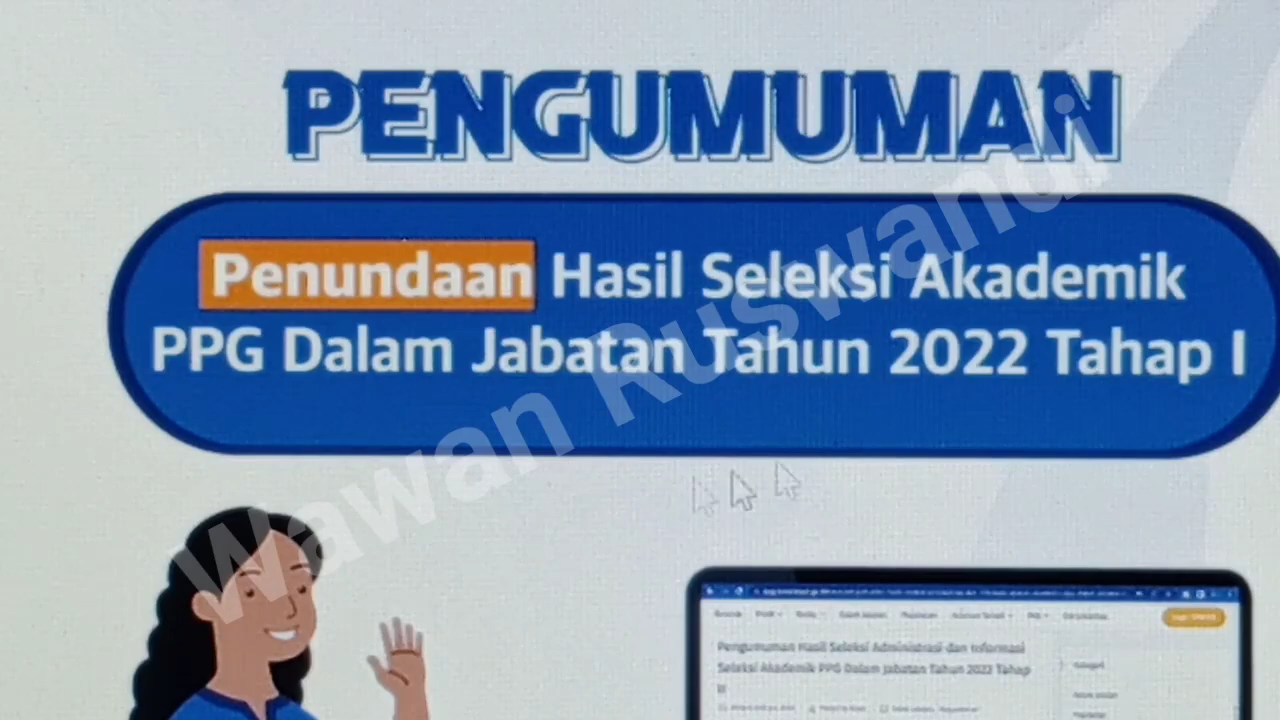 PENGUMUMAN
Penundaan Hasil Seleksi Akademik
PPG Dalam Jabatan Tahun 2022 Tahap I
Wawan Ruswandi
Pengumuman Hasil Seleksi Administrasi dan Informasi
Seleksi Akademik PPG Dalam Jabatan Tahun 2022 Tahap
II